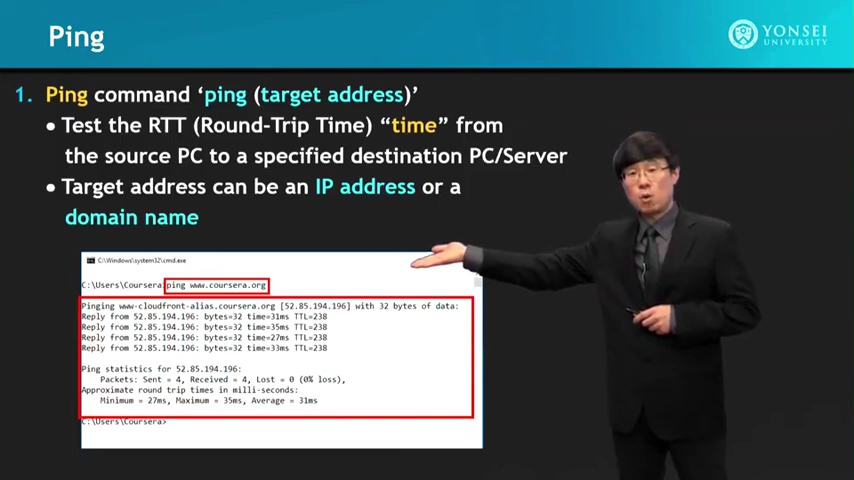 Ping
YONSEI
UNIVERSITY
1. Ping command ‘ping (target address)’
• Test the RTT (Round-Trip Time) “time” from
the source PC to a specified destination PC/Server
• Target address can be an IP address or a
domain name
C:\Windows\system32\cmd.exe
C:\Users\Coursera>ping www.coursera.org
Pinging www-cloudfront-alias.coursera.org [52.85.194.196] with 32 bytes of data:
Reply from 52.85.194.196: bytes=32 time=31ms TTL=238
Reply from 52.85.194.196: bytes=32 time=35ms TTL=238
Reply from 52.85.194.196: bytes=32 time=27ms TTL=238
Reply from 52.85.194.196: bytes=32 time=33ms TTL=238
Ping statistics for 52.85.194.196:
Packets: Sent = 4, Received = 4, Lost = 0 (0% loss),
Approximate round trip times in milli-seconds:
Minimum = 27ms, Maximum = 35ms, Average = 31ms
C:\Users\Coursera>